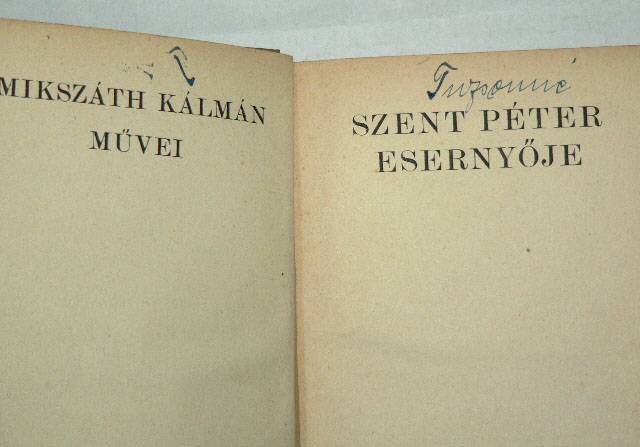 MIKSZÁTH KÁLMÁN
MŰVEI
SZENT PÉTER
ESERNYŐJE